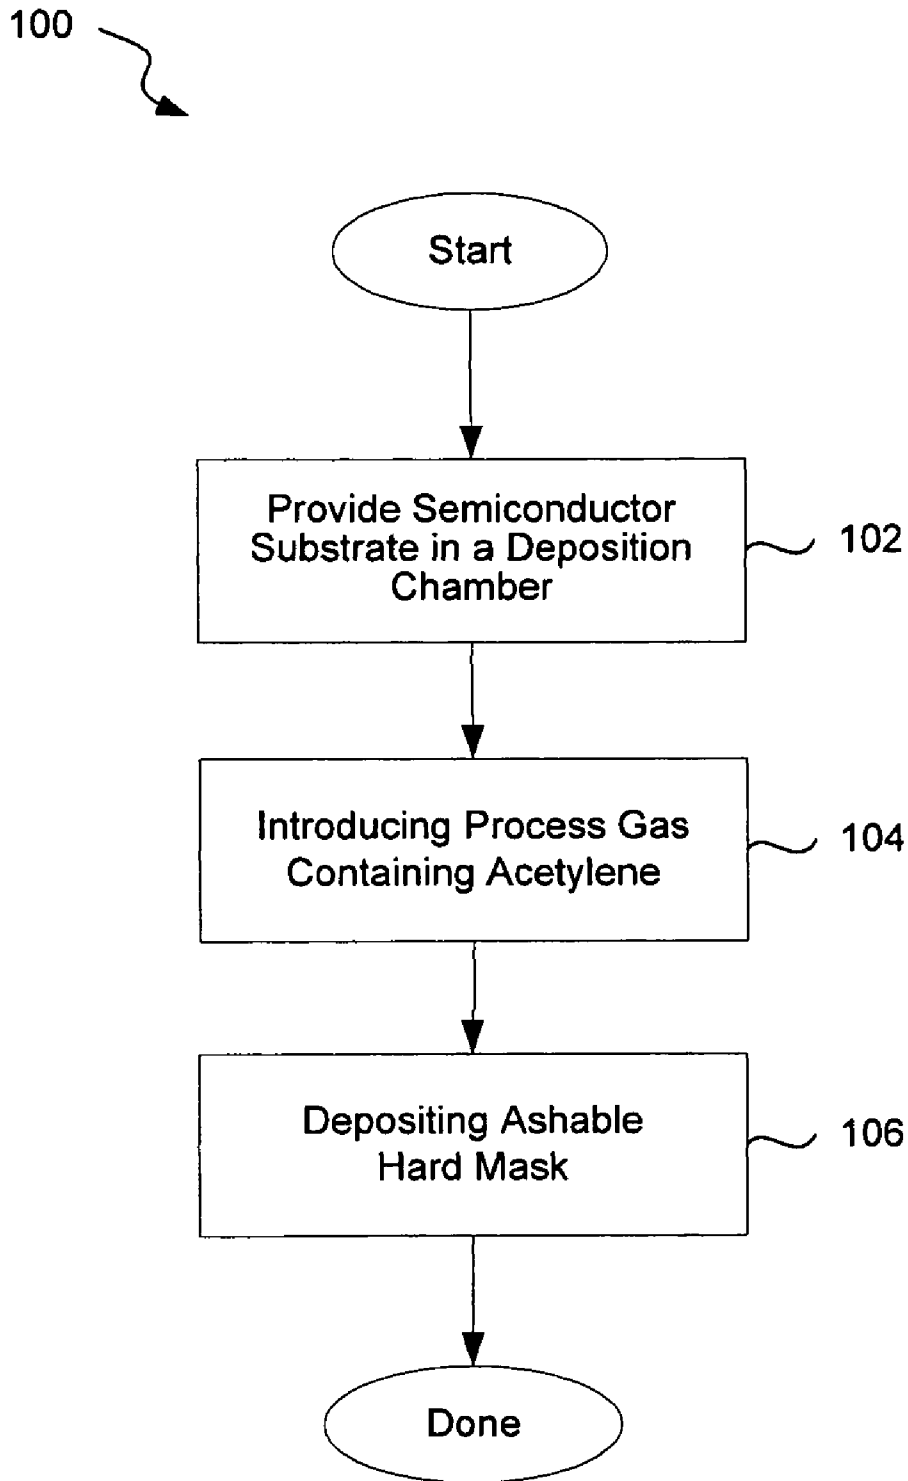 100
Start
Provide Semiconductor
Substrate in a Deposition
Chamber
102
Introducing Process Gas
Containing Acetylene
104
Depositing Ashable
Hard Mask
106
Done